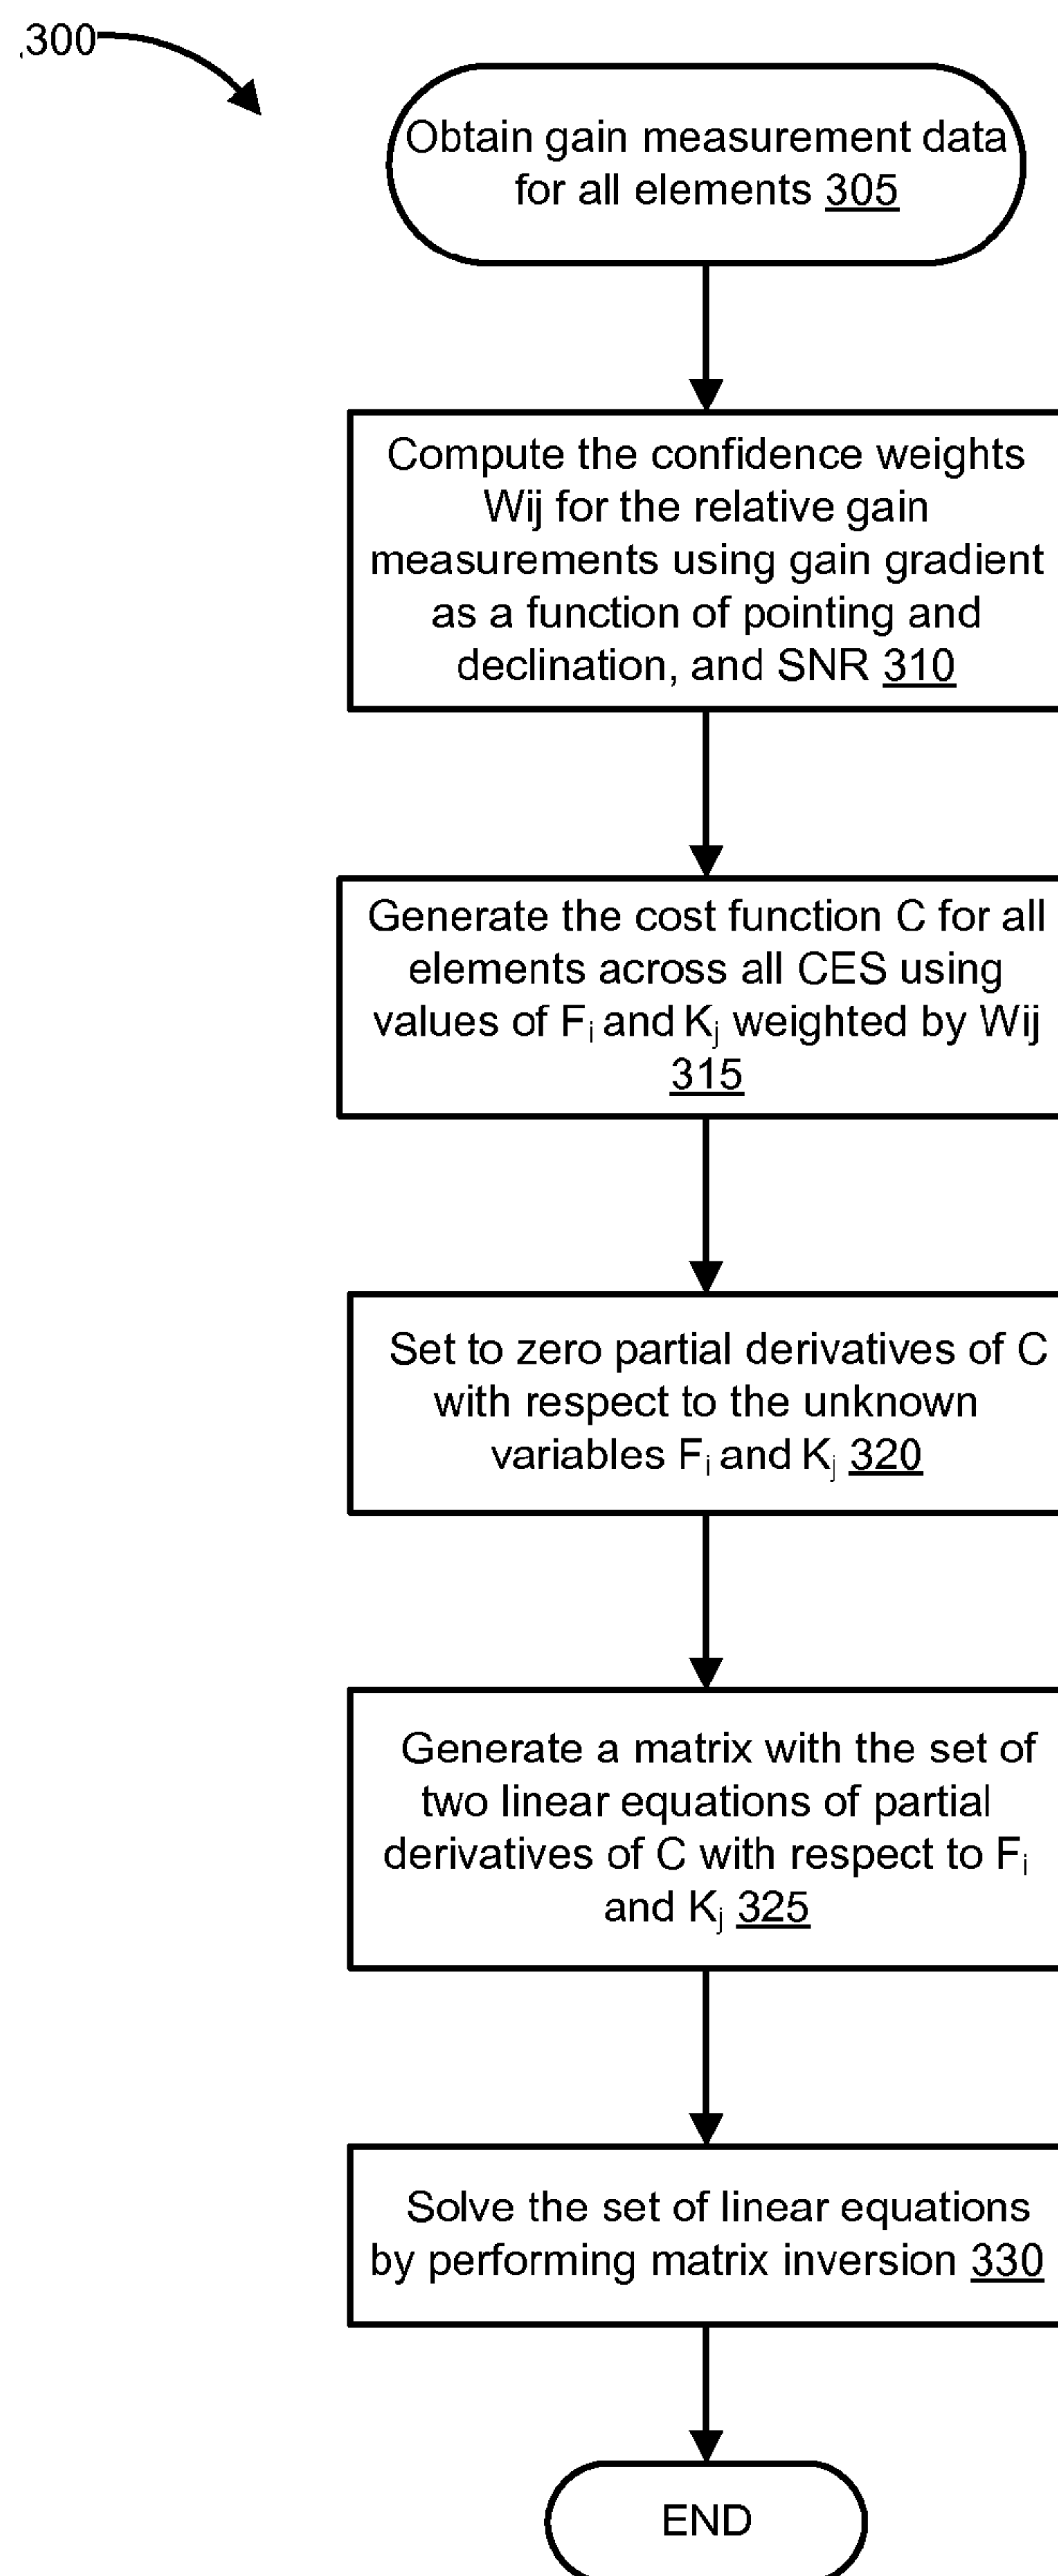 300
Obtain gain measurement data
for all elements 305
Compute the confidence weights
Wij for the relative gain
measurements using gain gradient
as a function of pointing and
declination, and SNR 310
Generate the cost function C for all
elements across all CES using
values of Fi and Kj weighted by Wij
315
Set to zero partial derivatives of C
with respect to the unknown
variables Fi and Kj 320
Generate a matrix with the set of
two linear equations of partial
derivatives of C with respect to Fi
and Kj 325
Solve the set of linear equations
by performing matrix inversion 330
END